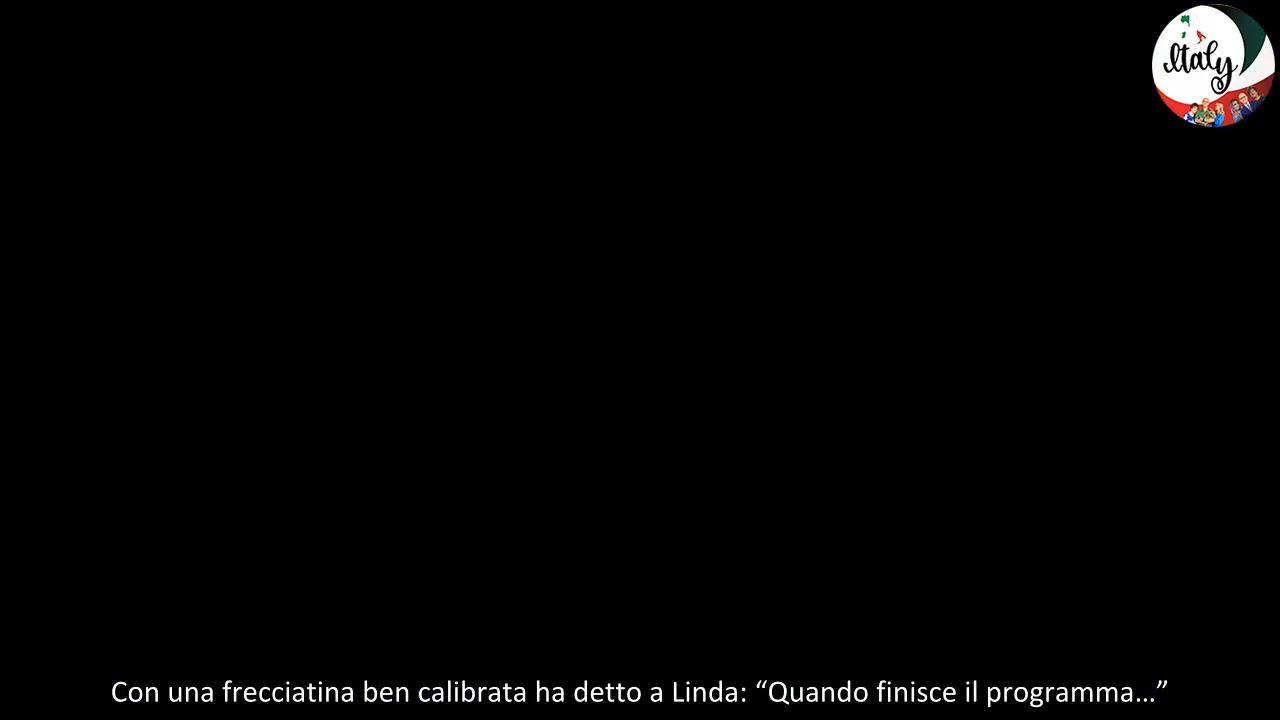 Italy
Con una frecciatina ben calibrata ha detto a Linda: “Quando finisce il programma…”